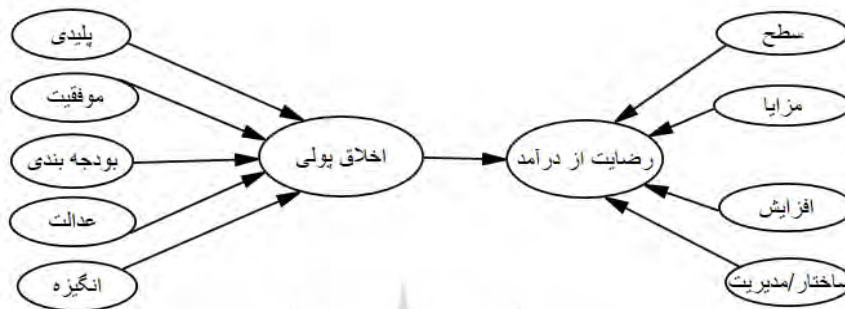 پلیدی
موفقیت
بودجه بندی
عدالت
انگیزه
اخلاق پولی
رضایت از درآمد
سطح
مزایا
افزایش
ساختار/مدیریت